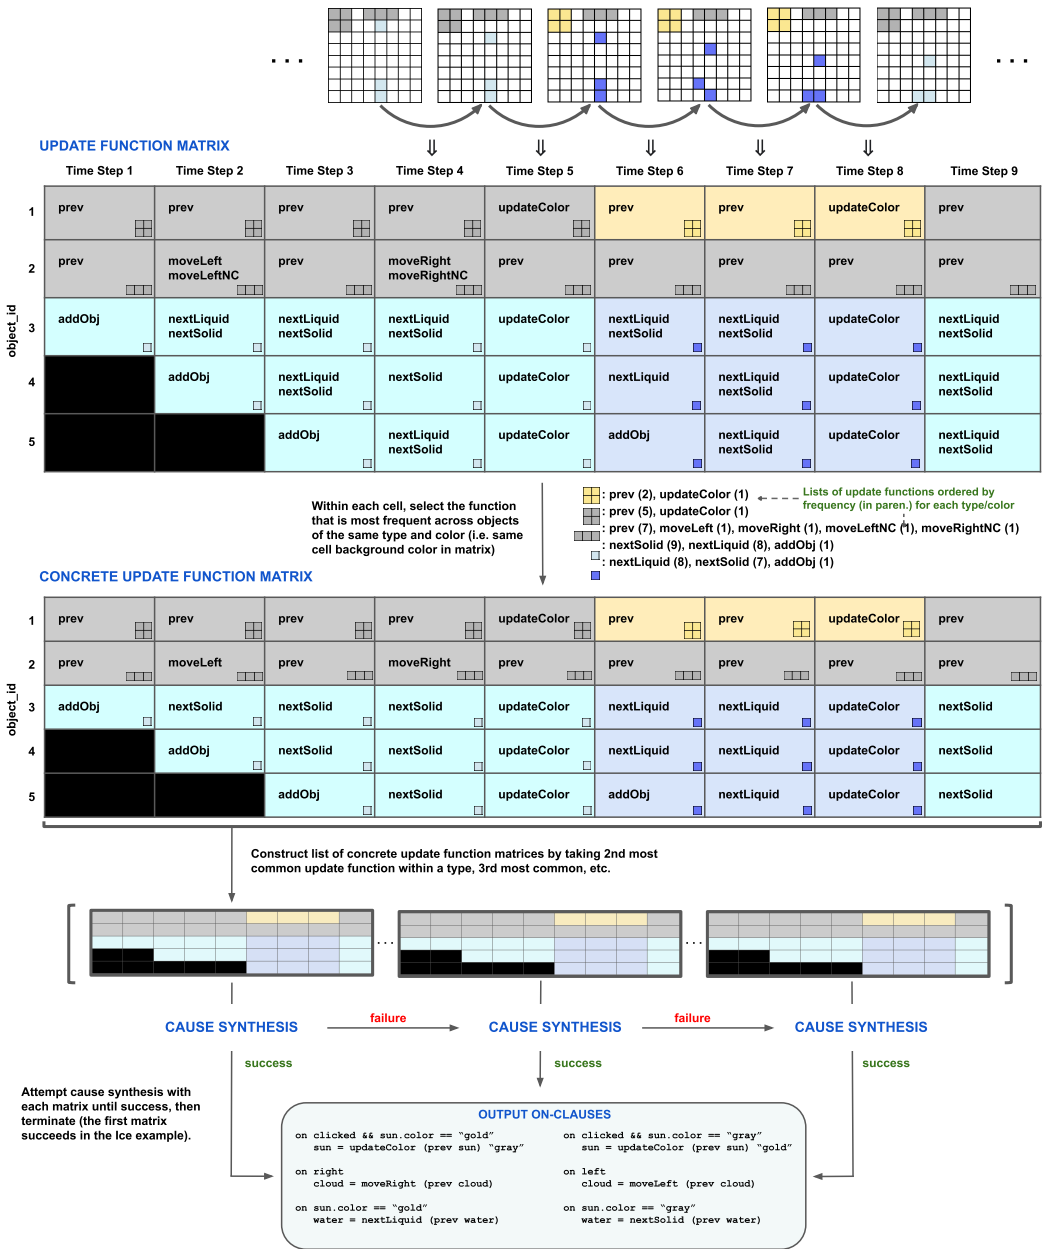 . . .
. . .
UPDATE FUNCTION MATRIX
Time Step 1 Time Step 2 Time Step 3 Time Step 4 Time Step 5 Time Step 6 Time Step 7 Time Step 8 Time Step 9
object_id
1 prev prev prev prev updateColor prev prev updateColor prev
2 prev moveLeft prev moveRight prev prev prev prev prev
moveLeftNC moveRightNC
3 addObj nextLiquid nextLiquid nextLiquid updateColor nextLiquid nextLiquid updateColor nextLiquid
nextSolid nextSolid nextSolid nextSolid nextSolid nextSolid
4 addObj nextLiquid nextSolid updateColor nextLiquid nextLiquid updateColor nextLiquid
nextSolid nextSolid nextSolid
5 addObj nextLiquid updateColor addObj nextLiquid updateColor nextLiquid
nextSolid nextSolid nextSolid
Within each cell, select the function
that is most frequent across objects
of the same type and color (i.e. same
cell background color in matrix)
: prev (2), updateColor (1)
: prev (5), updateColor (1)
: prev (7), moveLeft (1), moveRight (1), moveLeftNC (1), moveRightNC (1)
: nextSolid (9), nextLiquid (8), addObj (1)
: nextLiquid (8), nextSolid (7), addObj (1)
Lists of update functions ordered by
frequency (in paren.) for each type/color
CONCRETE UPDATE FUNCTION MATRIX
object_id
1 prev prev prev prev updateColor prev prev updateColor prev
2 prev moveLeft prev moveRight prev prev prev prev prev
3 addObj nextSolid nextSolid nextSolid updateColor nextLiquid nextLiquid updateColor nextSolid
4 addObj nextSolid nextSolid updateColor nextLiquid nextLiquid updateColor nextSolid
5 addObj nextSolid updateColor addObj nextLiquid updateColor nextSolid
Construct list of concrete update function matrices by taking 2nd most
common update function within a type, 3rd most common, etc.
... ...
CAUSE SYNTHESIS failure CAUSE SYNTHESIS failure CAUSE SYNTHESIS
success success success
Attempt cause synthesis with
each matrix until success, then
terminate (the first matrix
succeeds in the Ice example).
OUTPUT ON-CLAUSES
on clicked && sun.color == “gold”
sun = updateColor (prev sun) “gray”
on right
cloud = moveRight (prev cloud)
on sun.color == “gold”
water = nextLiquid (prev water)
on clicked && sun.color == “gray”
sun = updateColor (prev sun) “gold”
on left
cloud = moveLeft (prev cloud)
on sun.color == “gray”
water = nextSolid (prev water)